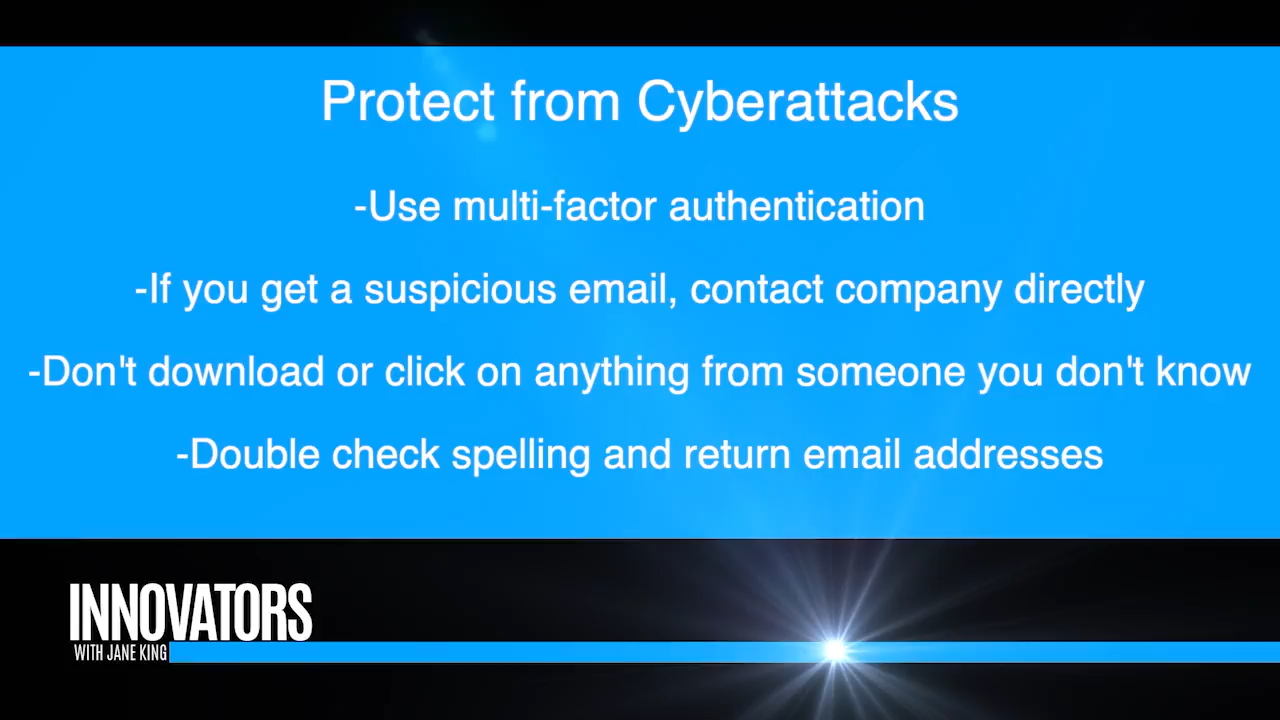 Protect from Cyberattacks
-Use multi-factor authentication
-If you get a suspicious email, contact company directly
-Don't download or click on anything from someone you don't know
-Double check spelling and return email addresses
INNOVATORS
WITH JANE KING